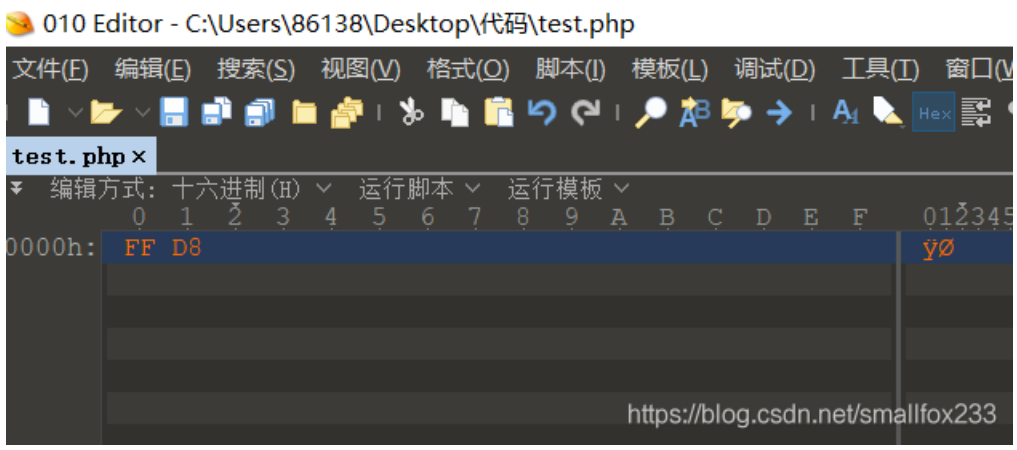 010 Editor - C:\Users\86138\Desktop\代码\test.php
文件(F) 编辑(E) 搜索(S) 视图(V) 格式(O) 脚本(I) 模板(L) 调试(D) 工具(T) 窗口(V
Hex
test.php ×
编辑方式: 十六进制(H) 运行脚本 运行模板
0 1 2 3 4 5 6 7 8 9 A B C D E F 012345
0000h: FF D8 ÿØ
https://blog.csdn.net/smallfox233